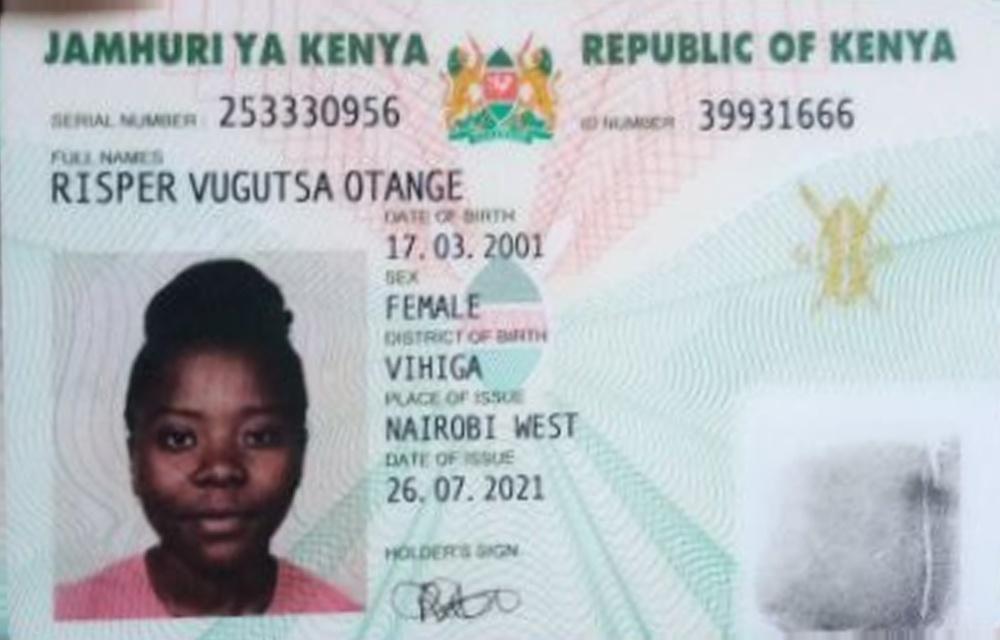 JAMHURI YA KENYA REPUBLIC OF KENYA
SERIAL NUMBER 253330956 ID NUMBER 39931666
FULL NAMES
RISPER VUGUTSA OTANGE
DATE OF BIRTH
17.03.2001
SEX
FEMALE
DISTRICT OF BIRTH
VIHIGA
PLACE OF ISSUE
NAIROBI WEST
DATE OF ISSUE
26.07.2021
HOLDER'S SIGN